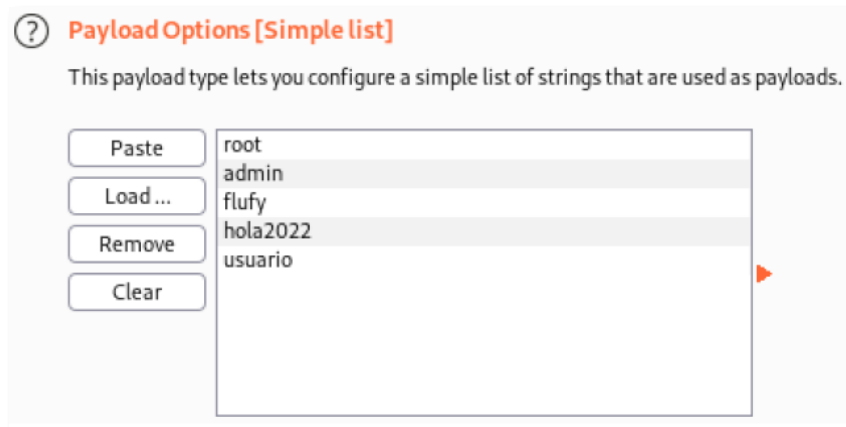 ?
Payload Options [Simple list]
This payload type lets you configure a simple list of strings that are used as payloads.
Paste
Load ...
Remove
Clear
root
admin
flufy
hola2022
usuario